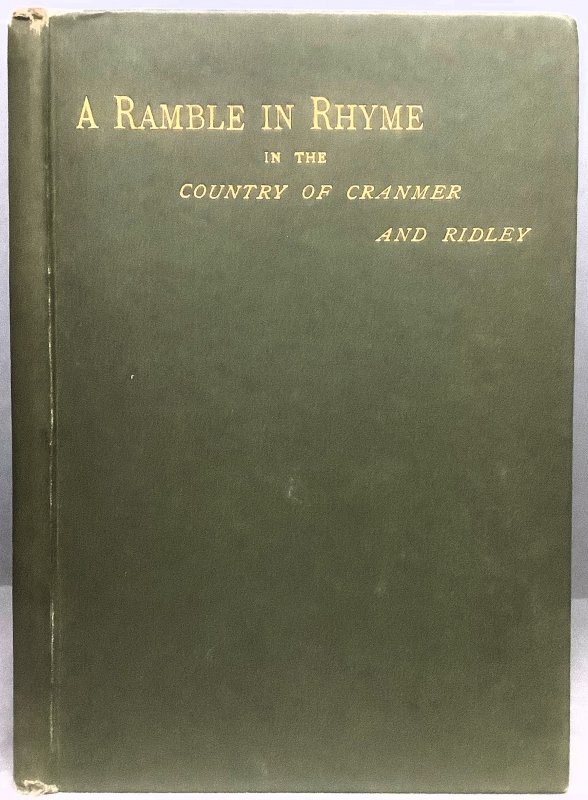 A RAMBLE IN RHYME
IN THE
COUNTRY OF CRANMER
AND RIDLEY